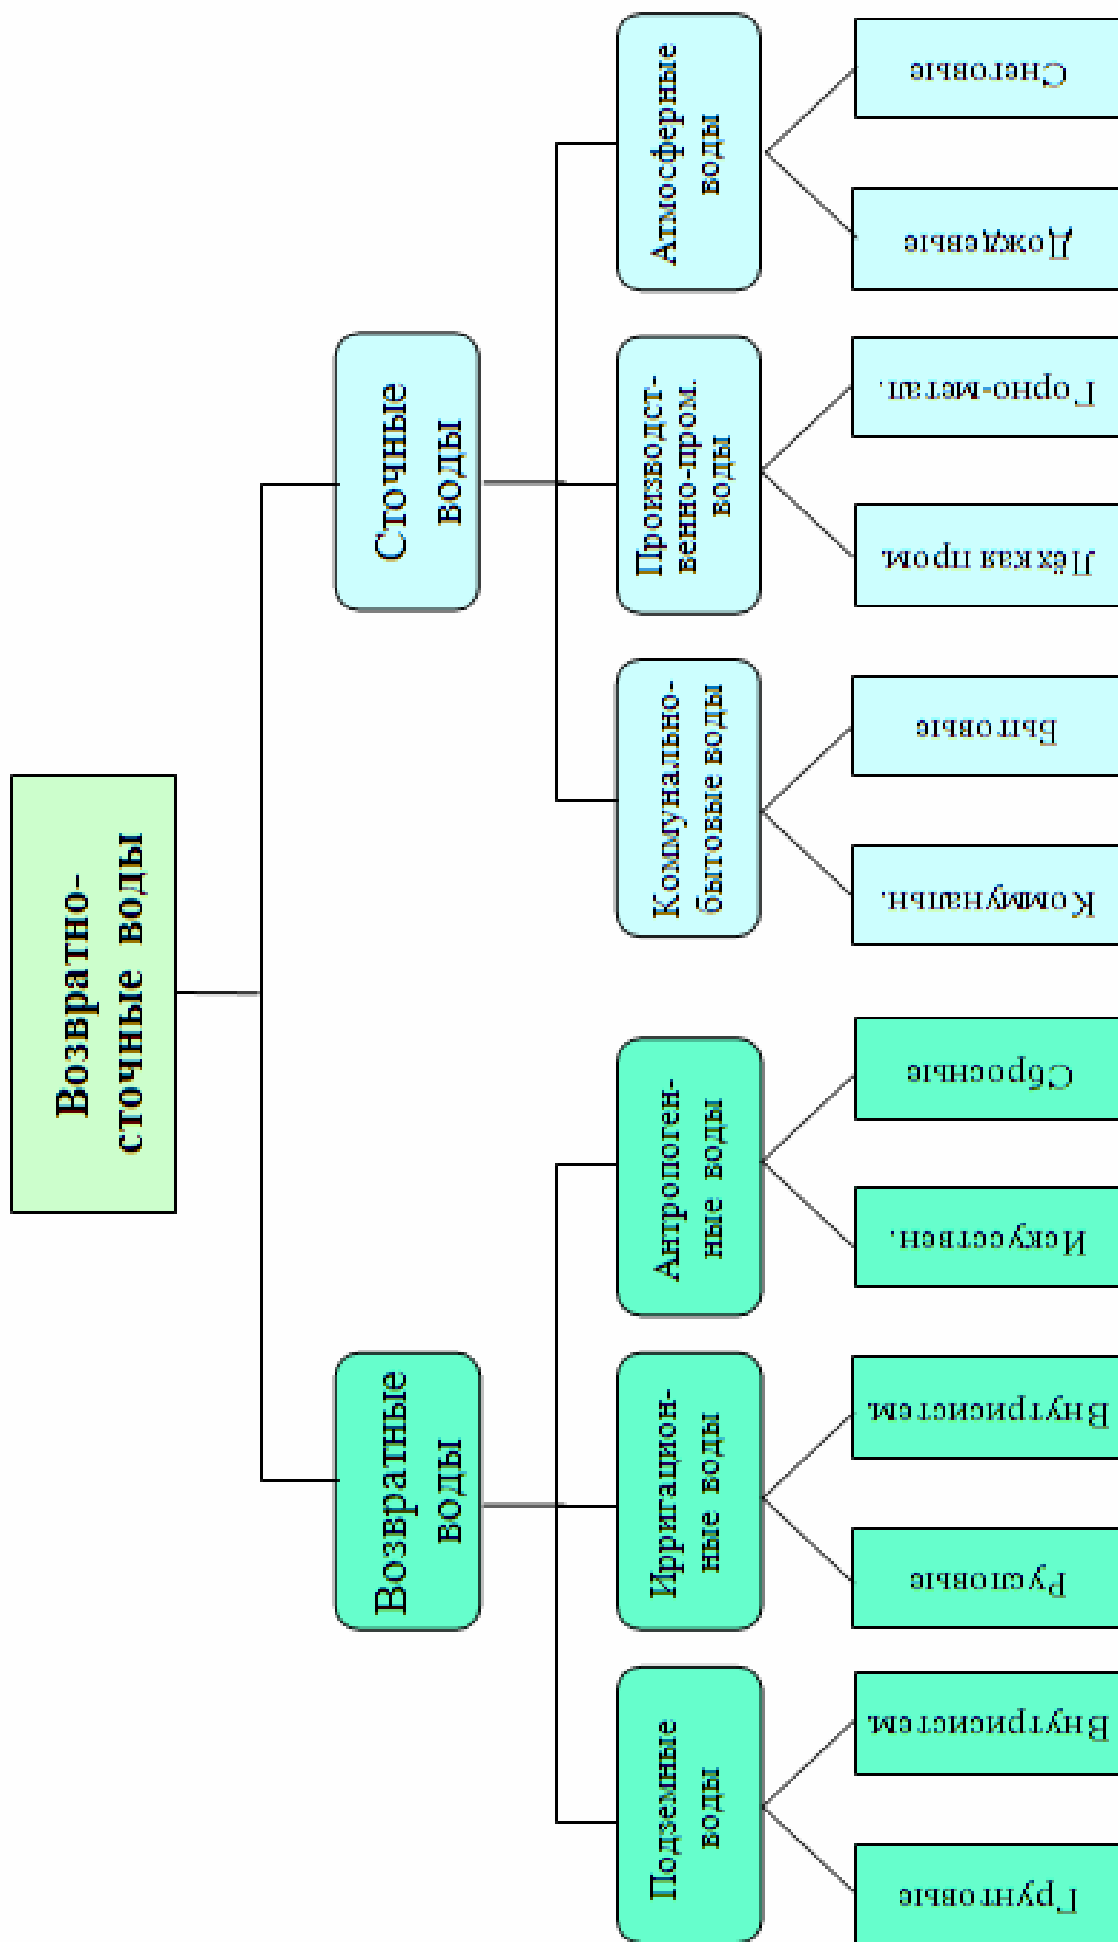 Возвратно-
сточные воды
Возвратные
воды
Сточные
воды
Подземные
воды
Ирригацион-
ные воды
Антропоген-
ные воды
Коммунально-
бытовые воды
Производст-
венно-пром.
воды
Атмосферные
воды
Грунтовые
Внутрисистем.
Русловые
Внутрисистем.
Искусствен.
Сбросные
Коммунальн.
Бытовые
Лёхкая пром.
Горно-метал.
Дождевые
Снеговые